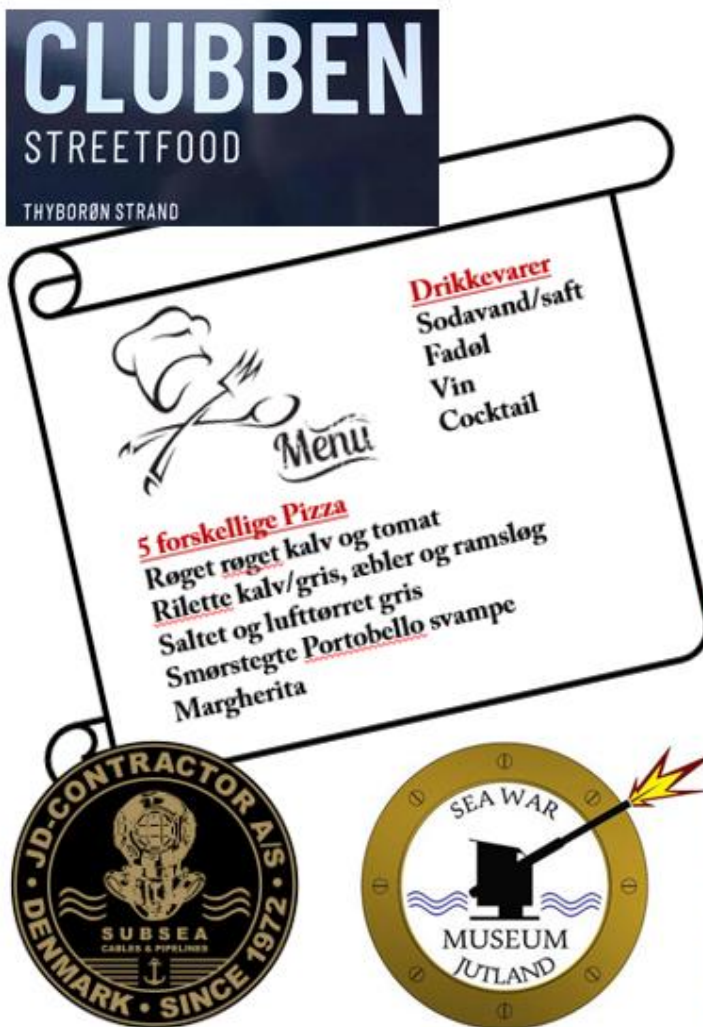 CLUBBEN
STREETFOOD
THYBORØN STRAND
Drikkevarer
Sodavand/saft
Fadøl
Vin
Cocktail
Menu
5 forskellige Pizza
Røget røget kalv og tomat
Rilette kalv/gris, æbler og ramsløg
Saltet og lufttørret gris
Smørstegte Portobello svampe
Margherita
• JD-CONTRACTOR A/S •
DENMARK • SINCE 1972
SUBSEA
CABLES & PIPELINES
SEA WAR
MUSEUM
JUTLAND